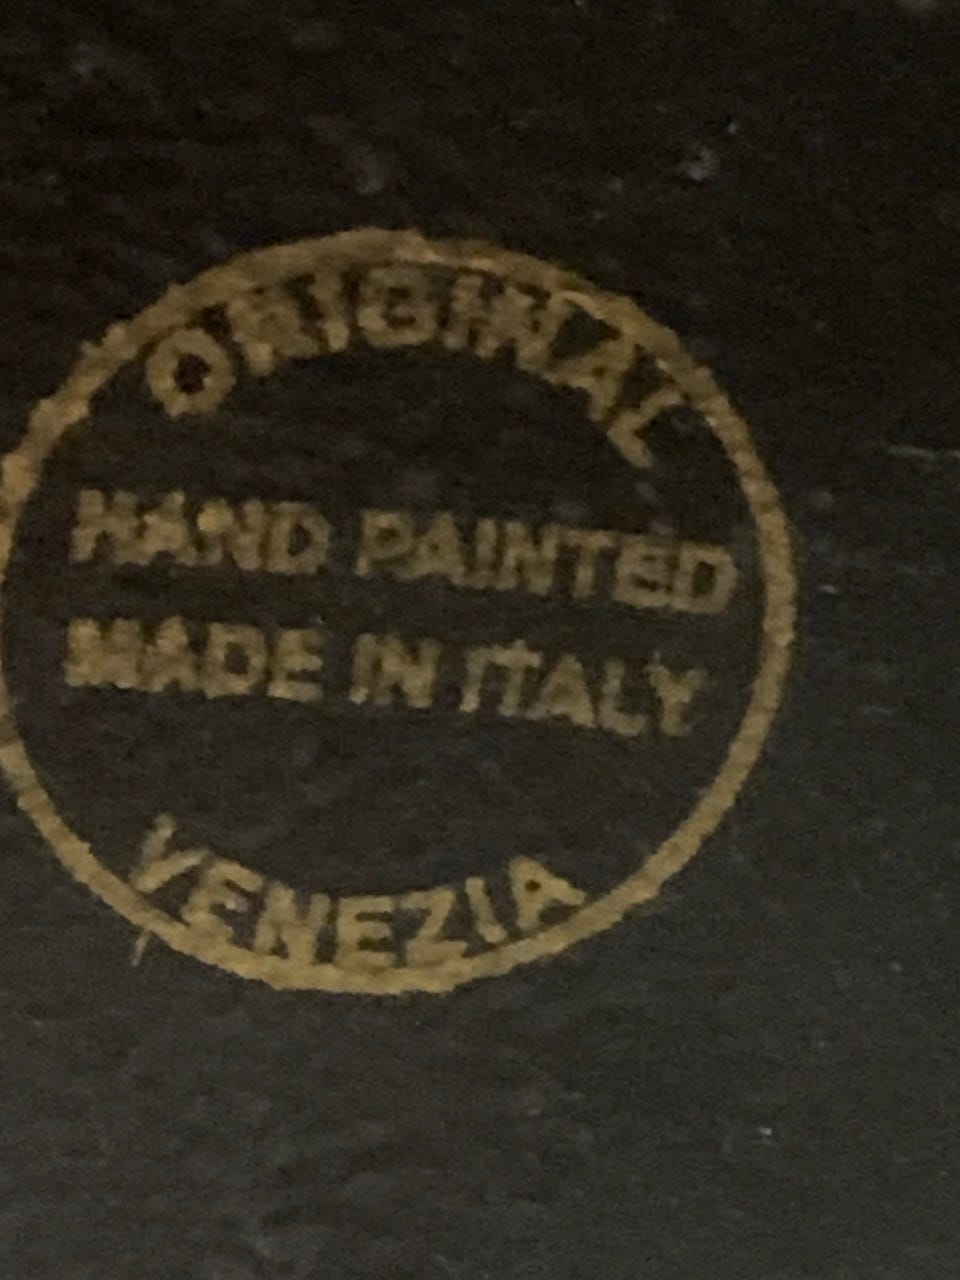 ORIGINAL
HAND PAINTED
MADE IN ITALY
VENEZIA